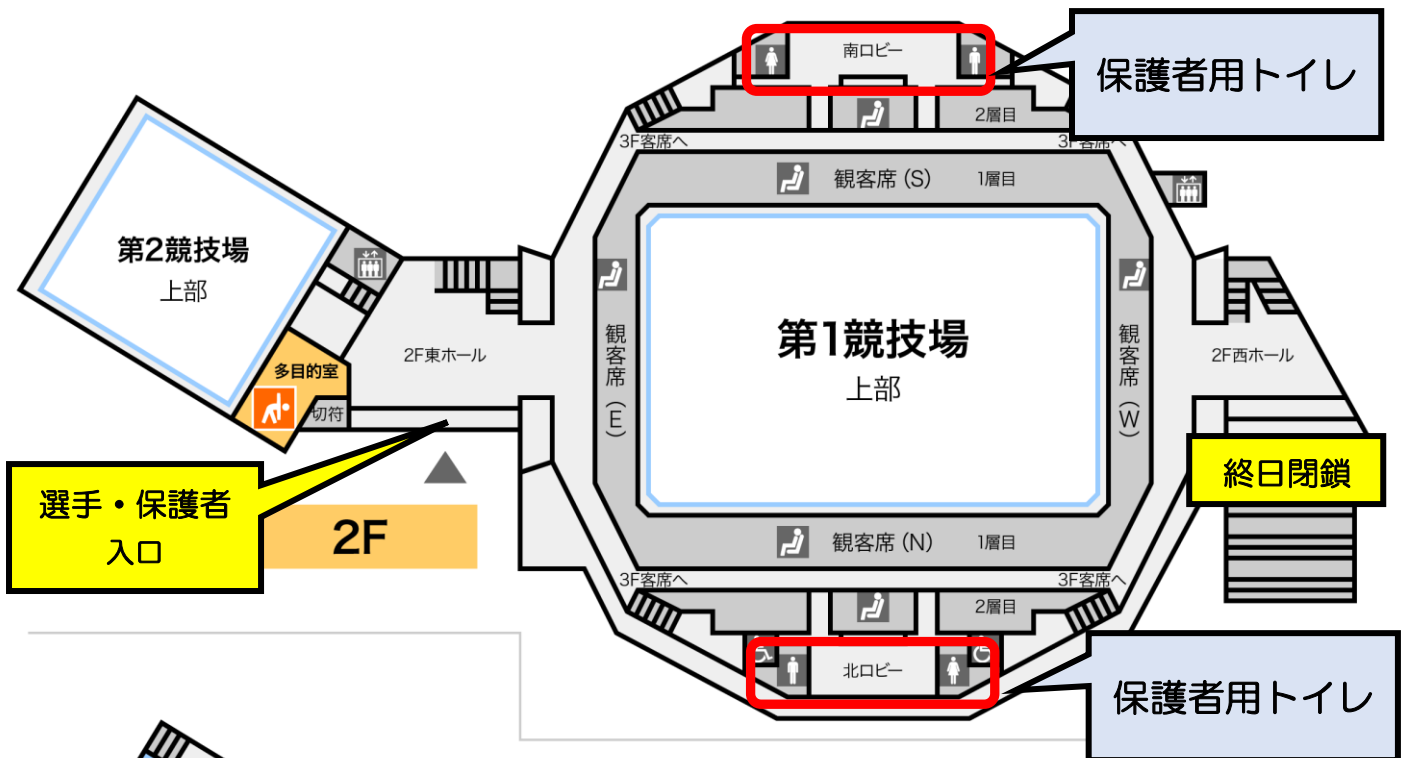 南ロビー
保護者用トイレ
2層目
3F客席へ
3F客席へ
観客席 (S)
1層目
第2競技場
上部
第1競技場
上部
観客席(E)
観客席(W)
2F東ホール
2F西ホール
多目的室
切符
選手・保護者
入口
2F
終日閉鎖
観客席 (N)
1層目
3F客席へ
3F客席へ
2層目
北ロビー
保護者用トイレ